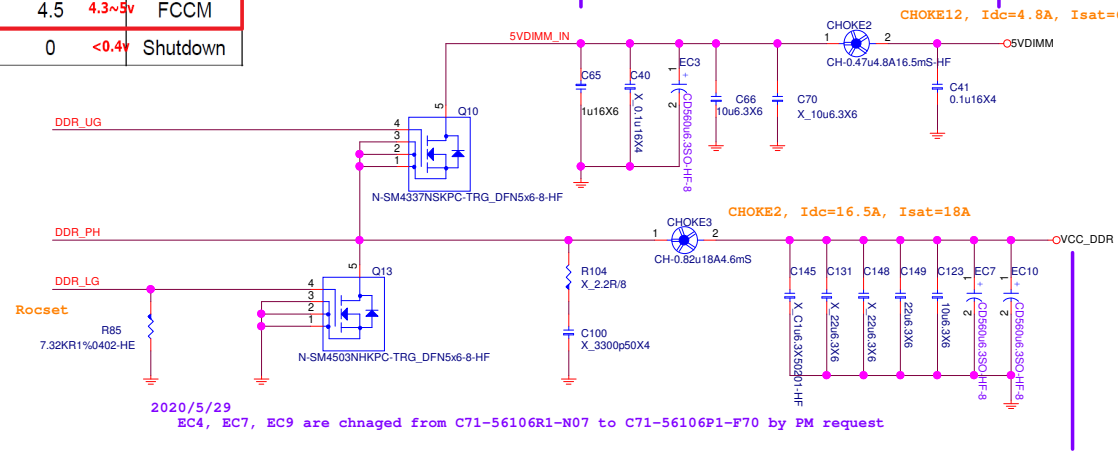 4.5 4.3~5v FCCM
0 <0.4v Shutdown
CHOKE12, Idc=4.8A, Isat=
CHOKE2
5VDIMM_IN
1 2
5VDIMM
CH-0.47u4.8A16.5mS-HF
C65
1u16X6
C40
X_0.1u16X4
EC3
1 +
2
CD560u6.3SO-HF-8
C66
10u6.3X6
C70
X_10u6.3X6
C41
0.1u16X4
DDR_UG
Q10
5
4
3
2
1
N-SM4337NSKPC-TRG_DFN5x6-8-HF
CHOKE2, Idc=16.5A, Isat=18A
DDR_PH
CHOKE3
1 2
CH-0.82u18A4.6mS
VCC_DDR
DDR_LG
Q13
5
4
3
2
1
N-SM4503NHKPC-TRG_DFN5x6-8-HF
Rocset
R85
7.32KR1%0402-HE
R104
X_2.2R/8
C100
X_3300p50X4
C145
X_C1u6.3X50201-HF
C131
X_22u6.3X6
C148
X_22u6.3X6
C149
22u6.3X6
C123
10u6.3X6
EC7
1 +
2
CD560u6.3SO-HF-8
EC10
1 +
2
CD560u6.3SO-HF-8
2020/5/29
EC4, EC7, EC9 are chnaged from C71-56106R1-N07 to C71-56106P1-F70 by PM request